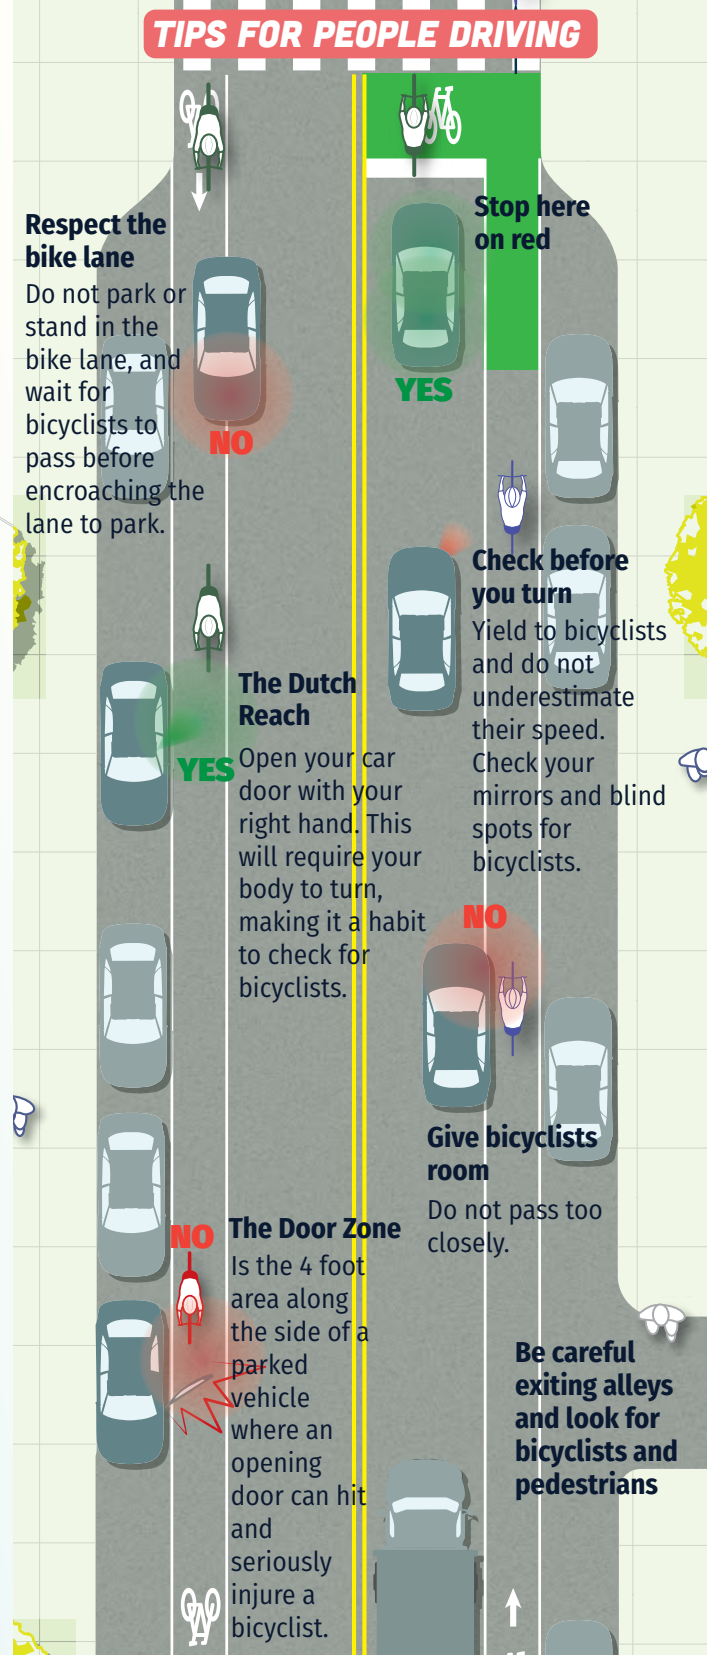 TIPS FOR PEOPLE DRIVING
Respect the
bike lane
Do not park or
stand in the
bike lane, and
wait for
bicyclists to
pass before
encroaching the
lane to park.
NO
Stop here
on red
YES
Check before
you turn
Yield to bicyclists
and do not
underestimate
their speed.
Check your
mirrors and blind
spots for
bicyclists.
The Dutch
Reach
YES
Open your car
door with your
right hand. This
will require your
body to turn,
making it a habit
to check for
bicyclists.
NO
Give bicyclists
room
Do not pass too
closely.
NO
The Door Zone
Is the 4 foot
area along
the side of a
parked
vehicle
where an
opening
door can hit
and
seriously
injure a
bicyclist.
Be careful
exiting alleys
and look for
bicyclists and
pedestrians